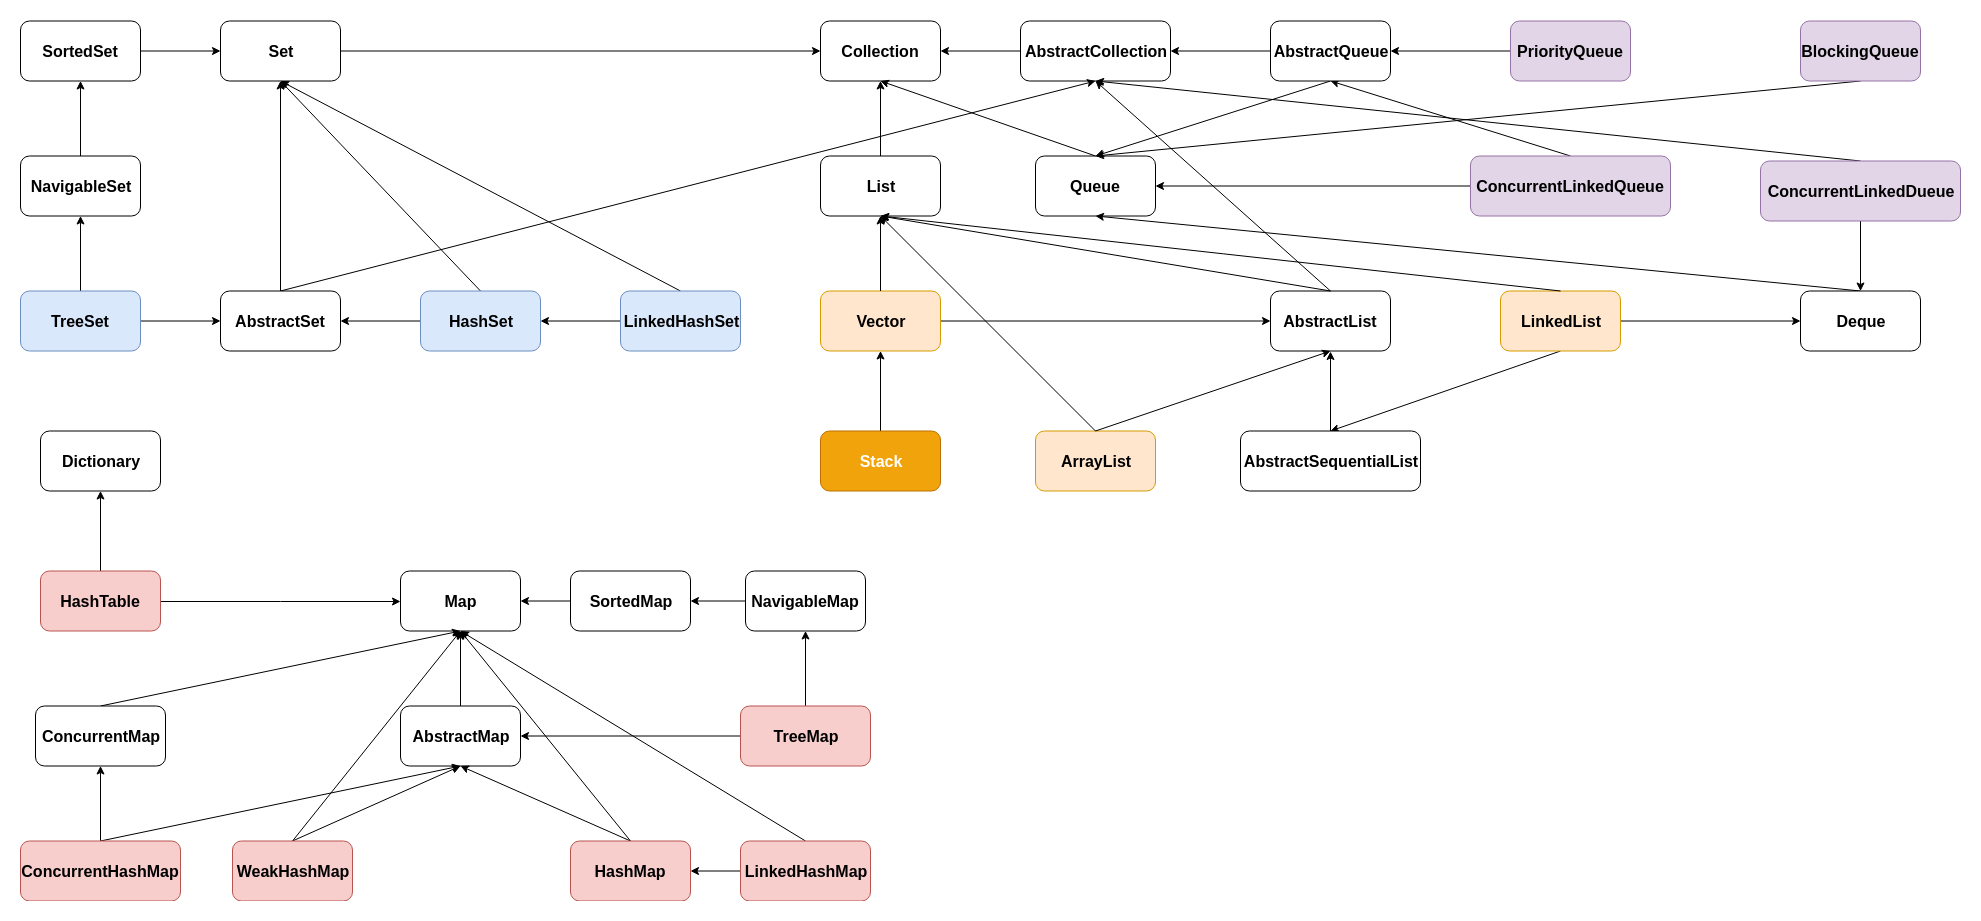 SortedSet
Set
Collection
AbstractCollection
AbstractQueue
PriorityQueue
BlockingQueue
NavigableSet
List
Queue
ConcurrentLinkedQueue
ConcurrentLinkedDueue
TreeSet
AbstractSet
HashSet
LinkedHashSet
Vector
AbstractList
LinkedList
Deque
Dictionary
Stack
ArrayList
AbstractSequentialList
HashTable
Map
SortedMap
NavigableMap
ConcurrentMap
AbstractMap
TreeMap
ConcurrentHashMap
WeakHashMap
HashMap
LinkedHashMap